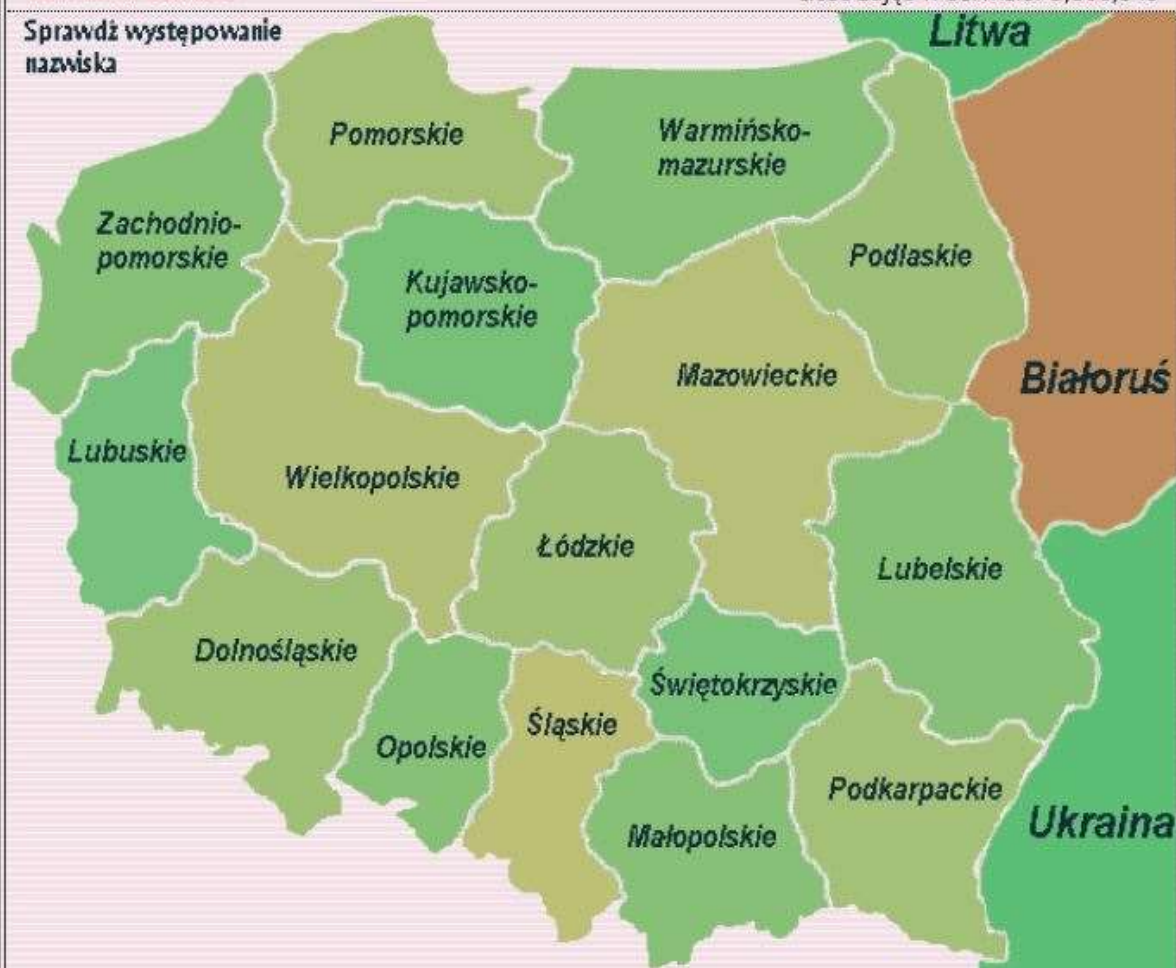 Sprawdź występowanie
nazwiska
Litwa
Pomorskie
Warmińsko-
mazurskie
Zachodnio-
pomorskie
Podlaskie
Kujawsko-
pomorskie
Mazowieckie
Białoruś
Lubuskie
Wielkopolskie
Łódzkie
Lubelskie
Dolnośląskie
Świętokrzyskie
Śląskie
Opolskie
Podkarpackie
Małopolskie
Ukraina